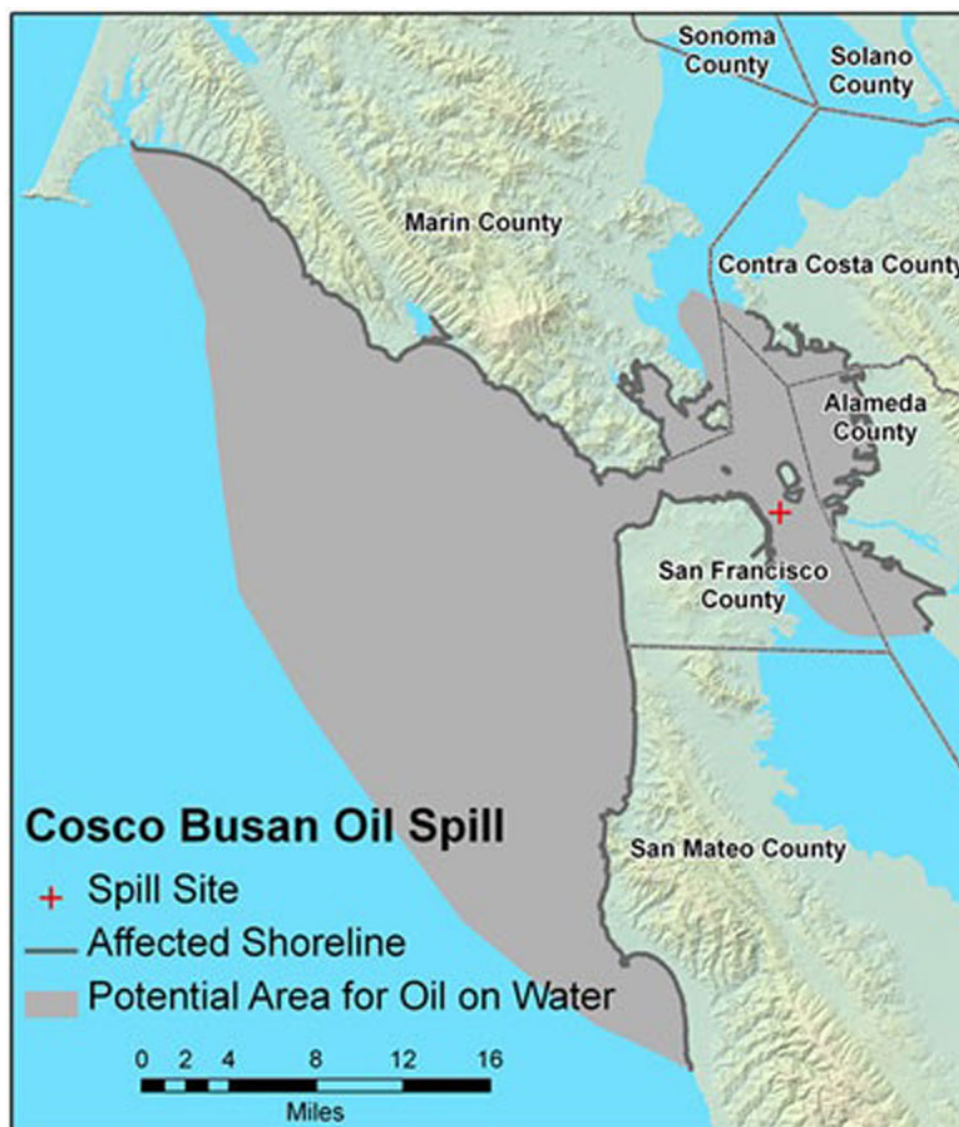 Sonoma
County
Solano
County
Marin County
Contra Costa County
Alameda
County
San Francisco
County
San Mateo County
Cosco Busan Oil Spill
Spill Site
Affected Shoreline
Potential Area for Oil on Water
0 2 4 8 12 16
Miles